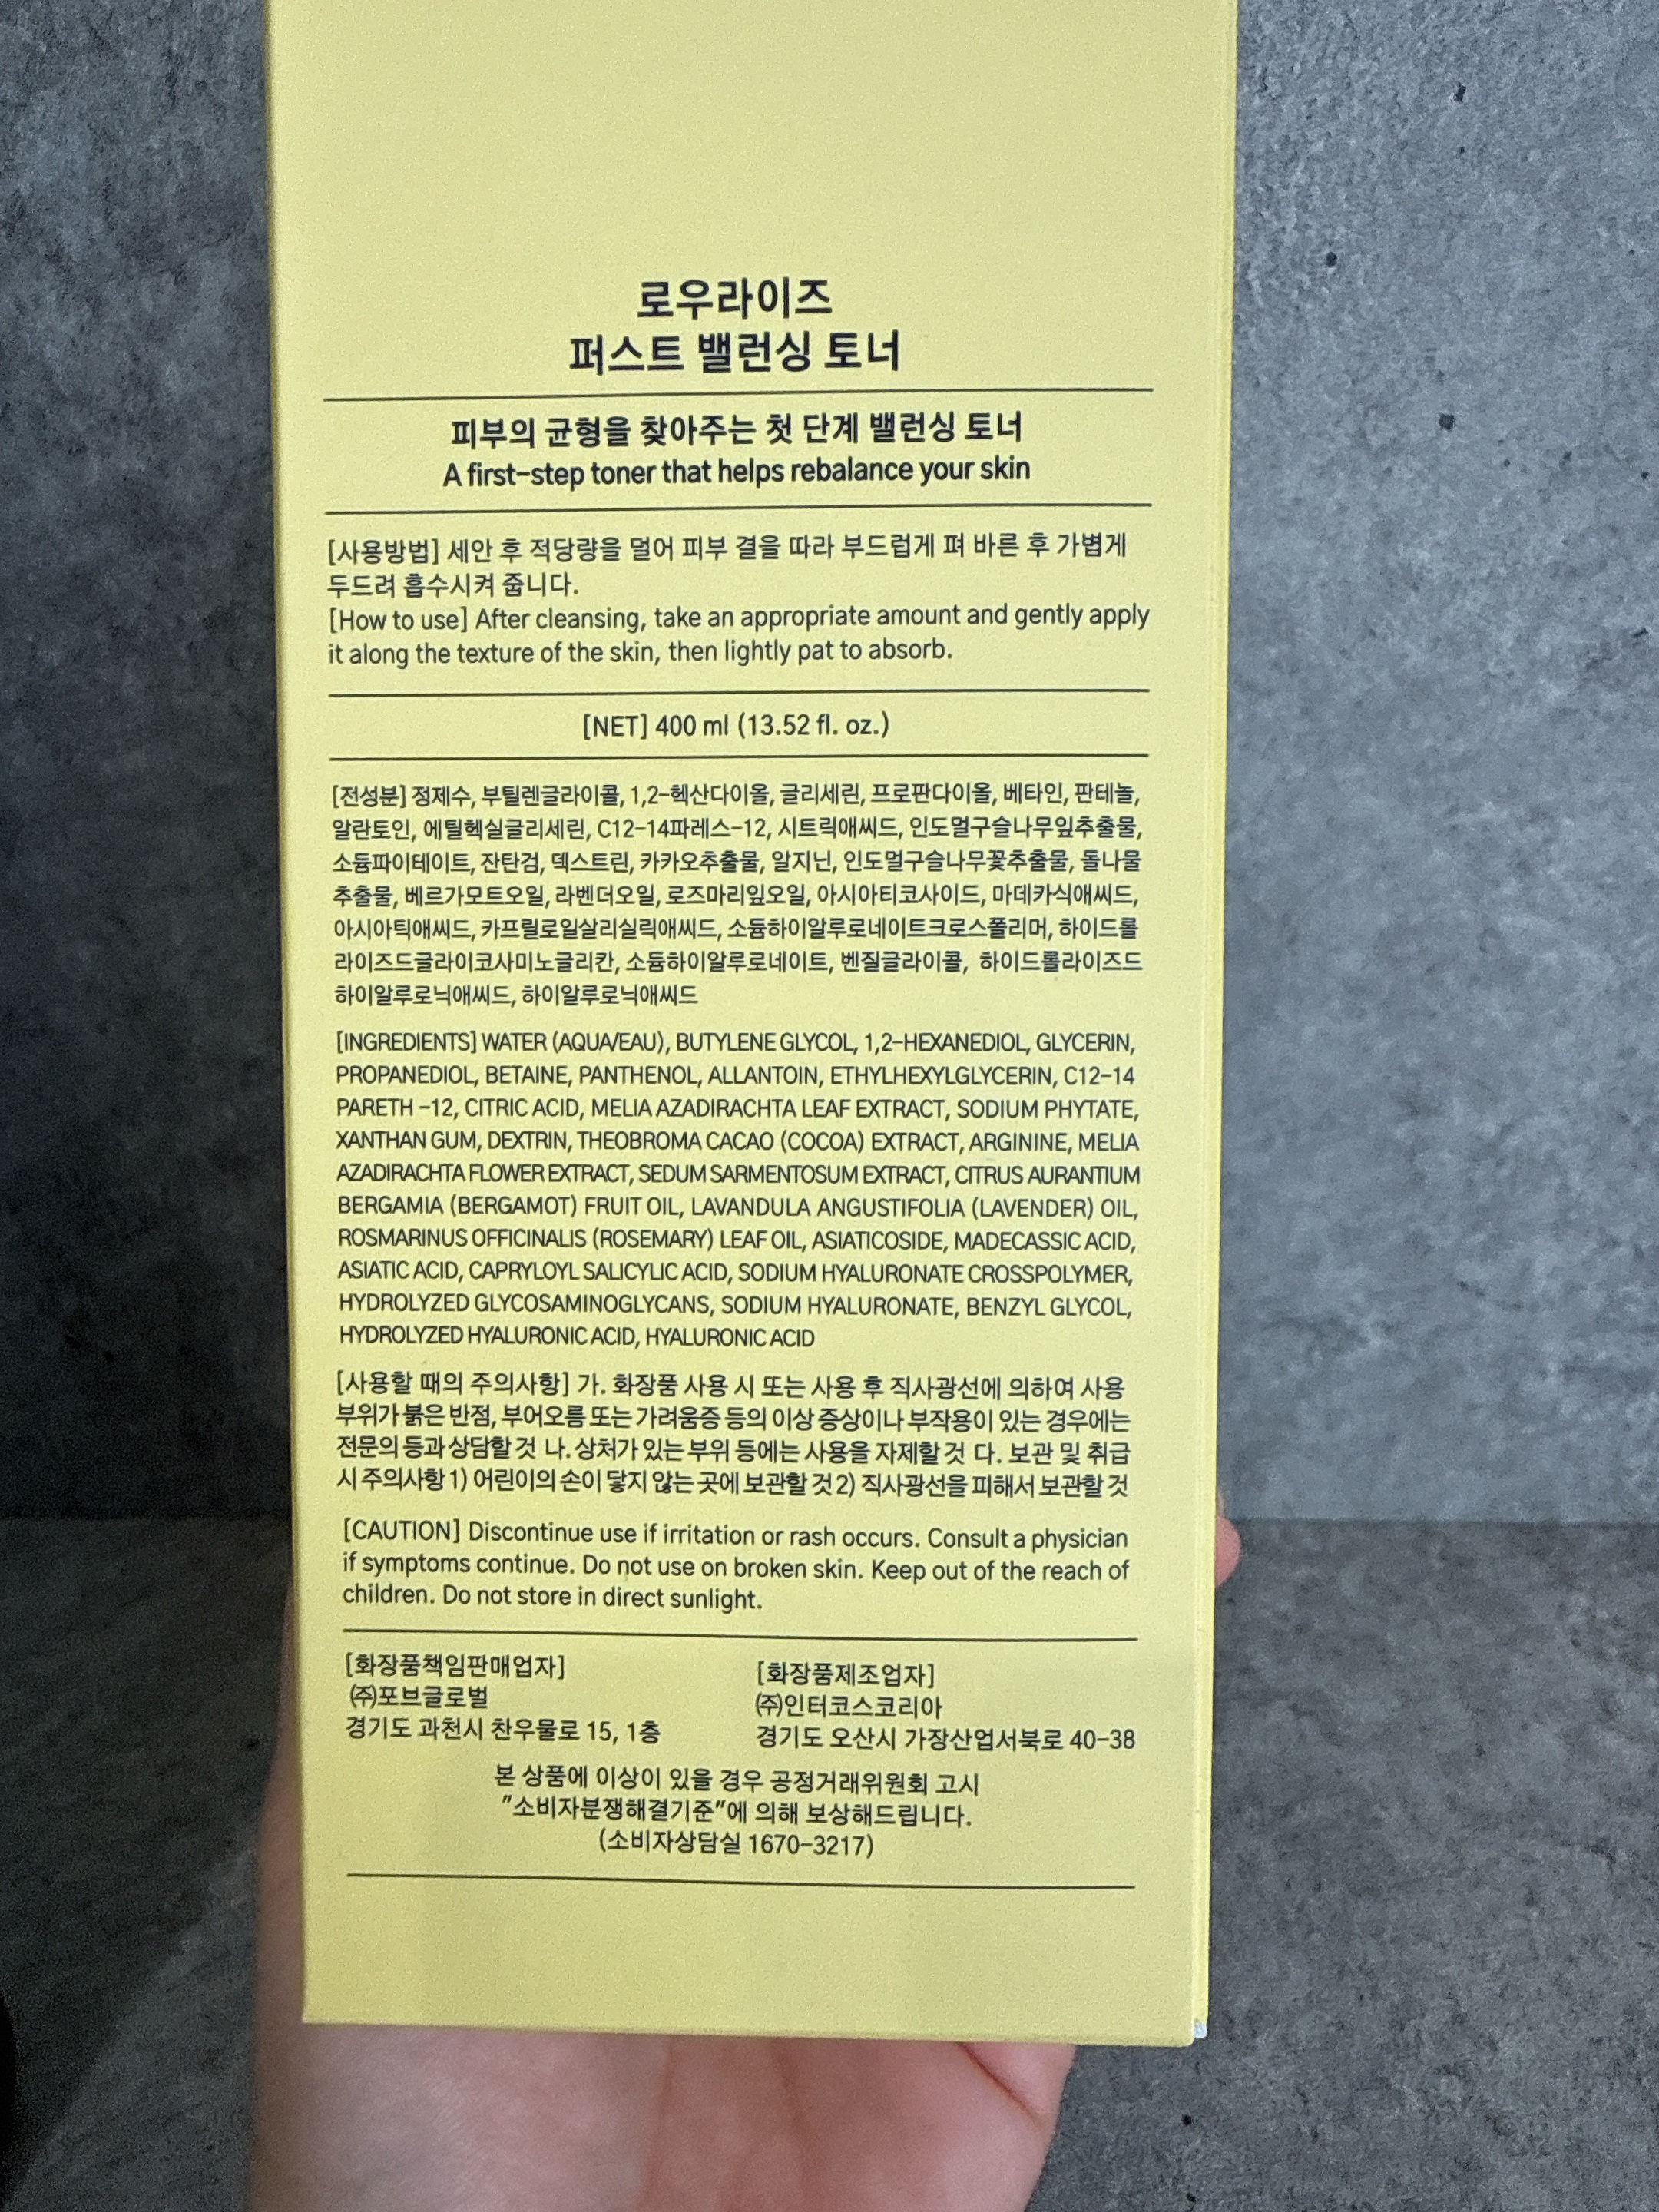 로우라이즈
퍼스트 밸런싱 토너
피부의 균형을 찾아주는 첫 단계 밸런싱 토너
A first-step toner that helps rebalance your skin
[사용방법] 세안 후 적당량을 덜어 피부 결을 따라 부드럽게 펴 바른 후 가볍게
두드려 흡수시켜 줍니다.
[How to use] After cleansing, take an appropriate amount and gently apply
it along the texture of the skin, then lightly pat to absorb.
[NET] 400 ml (13.52 fl. oz.)
[전성분] 정제수, 부틸렌글라이콜, 1,2-헥산다이올, 글리세린, 프로판다이올, 베타인, 판테놀,
알란토인, 에틸헥실글리세린, C12-14파레스-12, 시트릭애씨드, 인도멀구슬나무잎추출물,
소듐파이테이트, 잔탄검, 덱스트린, 카카오추출물, 알지닌, 인도멀구슬나무꽃추출물, 돌나물
추출물, 베르가모트오일, 라벤더오일, 로즈마리잎오일, 아시아티코사이드, 마데카식애씨드,
아시아틱애씨드, 카프릴로일살리실릭애씨드, 소듐하이알루로네이트크로스폴리머, 하이드롤
라이즈드글라이코사미노글리칸, 소듐하이알루로네이트, 벤질글라이콜, 하이드롤라이즈드
하이알루로닉애씨드, 하이알루로닉애씨드
[INGREDIENTS] WATER (AQUA/EAU), BUTYLENE GLYCOL, 1,2-HEXANEDIOL, GLYCERIN,
PROPANEDIOL, BETAINE, PANTHENOL, ALLANTOIN, ETHYLHEXYLGLYCERIN, C12-14
PARETH -12, CITRIC ACID, MELIA AZADIRACHTA LEAF EXTRACT, SODIUM PHYTATE,
XANTHAN GUM, DEXTRIN, THEOBROMA CACAO (COCOA) EXTRACT, ARGININE, MELIA
AZADIRACHTA FLOWER EXTRACT, SEDUM SARMENTOSUM EXTRACT, CITRUS AURANTIUM
BERGAMIA (BERGAMOT) FRUIT OIL, LAVANDULA ANGUSTIFOLIA (LAVENDER) OIL,
ROSMARINUS OFFICINALIS (ROSEMARY) LEAF OIL, ASIATICOSIDE, MADECASSIC ACID,
ASIATIC ACID, CAPRYLOYL SALICYLIC ACID, SODIUM HYALURONATE CROSSPOLYMER,
HYDROLYZED GLYCOSAMINOGLYCANS, SODIUM HYALURONATE, BENZYL GLYCOL,
HYDROLYZED HYALURONIC ACID, HYALURONIC ACID
[사용할 때의 주의사항] 가. 화장품 사용 시 또는 사용 후 직사광선에 의하여 사용
부위가 붉은 반점, 부어오름 또는 가려움증 등의 이상 증상이나 부작용이 있는 경우에는
전문의 등과 상담할 것 나. 상처가 있는 부위 등에는 사용을 자제할 것 다. 보관 및 취급
시 주의사항 1) 어린이의 손이 닿지 않는 곳에 보관할 것 2) 직사광선을 피해서 보관할 것
[CAUTION] Discontinue use if irritation or rash occurs. Consult a physician
if symptoms continue. Do not use on broken skin. Keep out of the reach of
children. Do not store in direct sunlight.
[화장품책임판매업자]
㈜포브글로벌
경기도 과천시 찬우물로 15, 1층
[화장품제조업자]
㈜인터코스코리아
경기도 오산시 가장산업서북로 40-38
본 상품에 이상이 있을 경우 공정거래위원회 고시
"소비자분쟁해결기준"에 의해 보상해드립니다.
(소비자상담실 1670-3217)